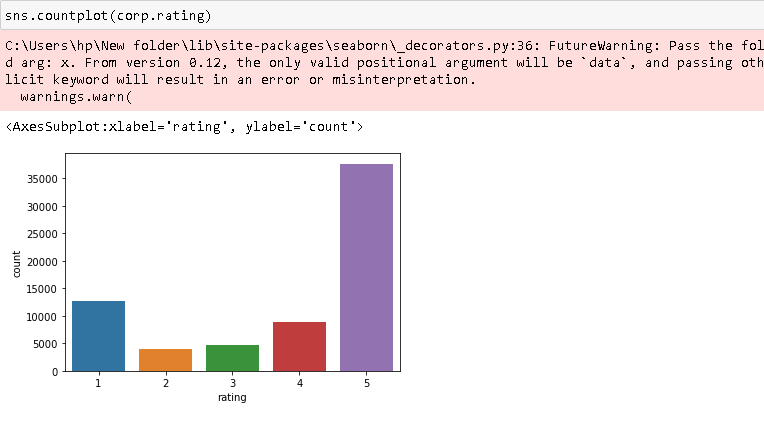 sns.countplot(corp.rating)
C:\Users\hp\New folder\lib\site-packages\seaborn\_decorators.py:36: FutureWarning: Pass the fol
d arg: x. From version 0.12, the only valid positional argument will be `data`, and passing oth
licit keyword will result in an error or misinterpretation.
warnings.warn(
<AxesSubplot:xlabel='rating', ylabel='count'>
35000
30000
25000
20000
15000
10000
5000
0
count
1 2 3 4 5
rating